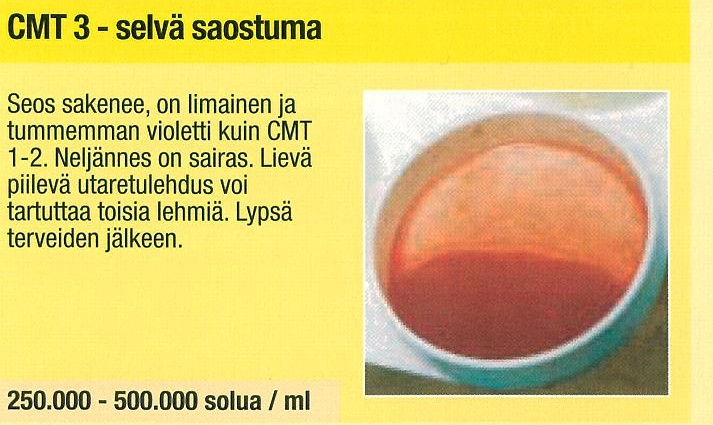 CMT 3 - selvä saostuma
Seos sakenee, on limainen ja
tummemman violetti kuin CMT
1-2. Neljännes on sairas. Lievä
piilevä utaretulehdus voi
tartuttaa toisia lehmiä. Lypsä
terveiden jälkeen.
250.000 - 500.000 solua / ml